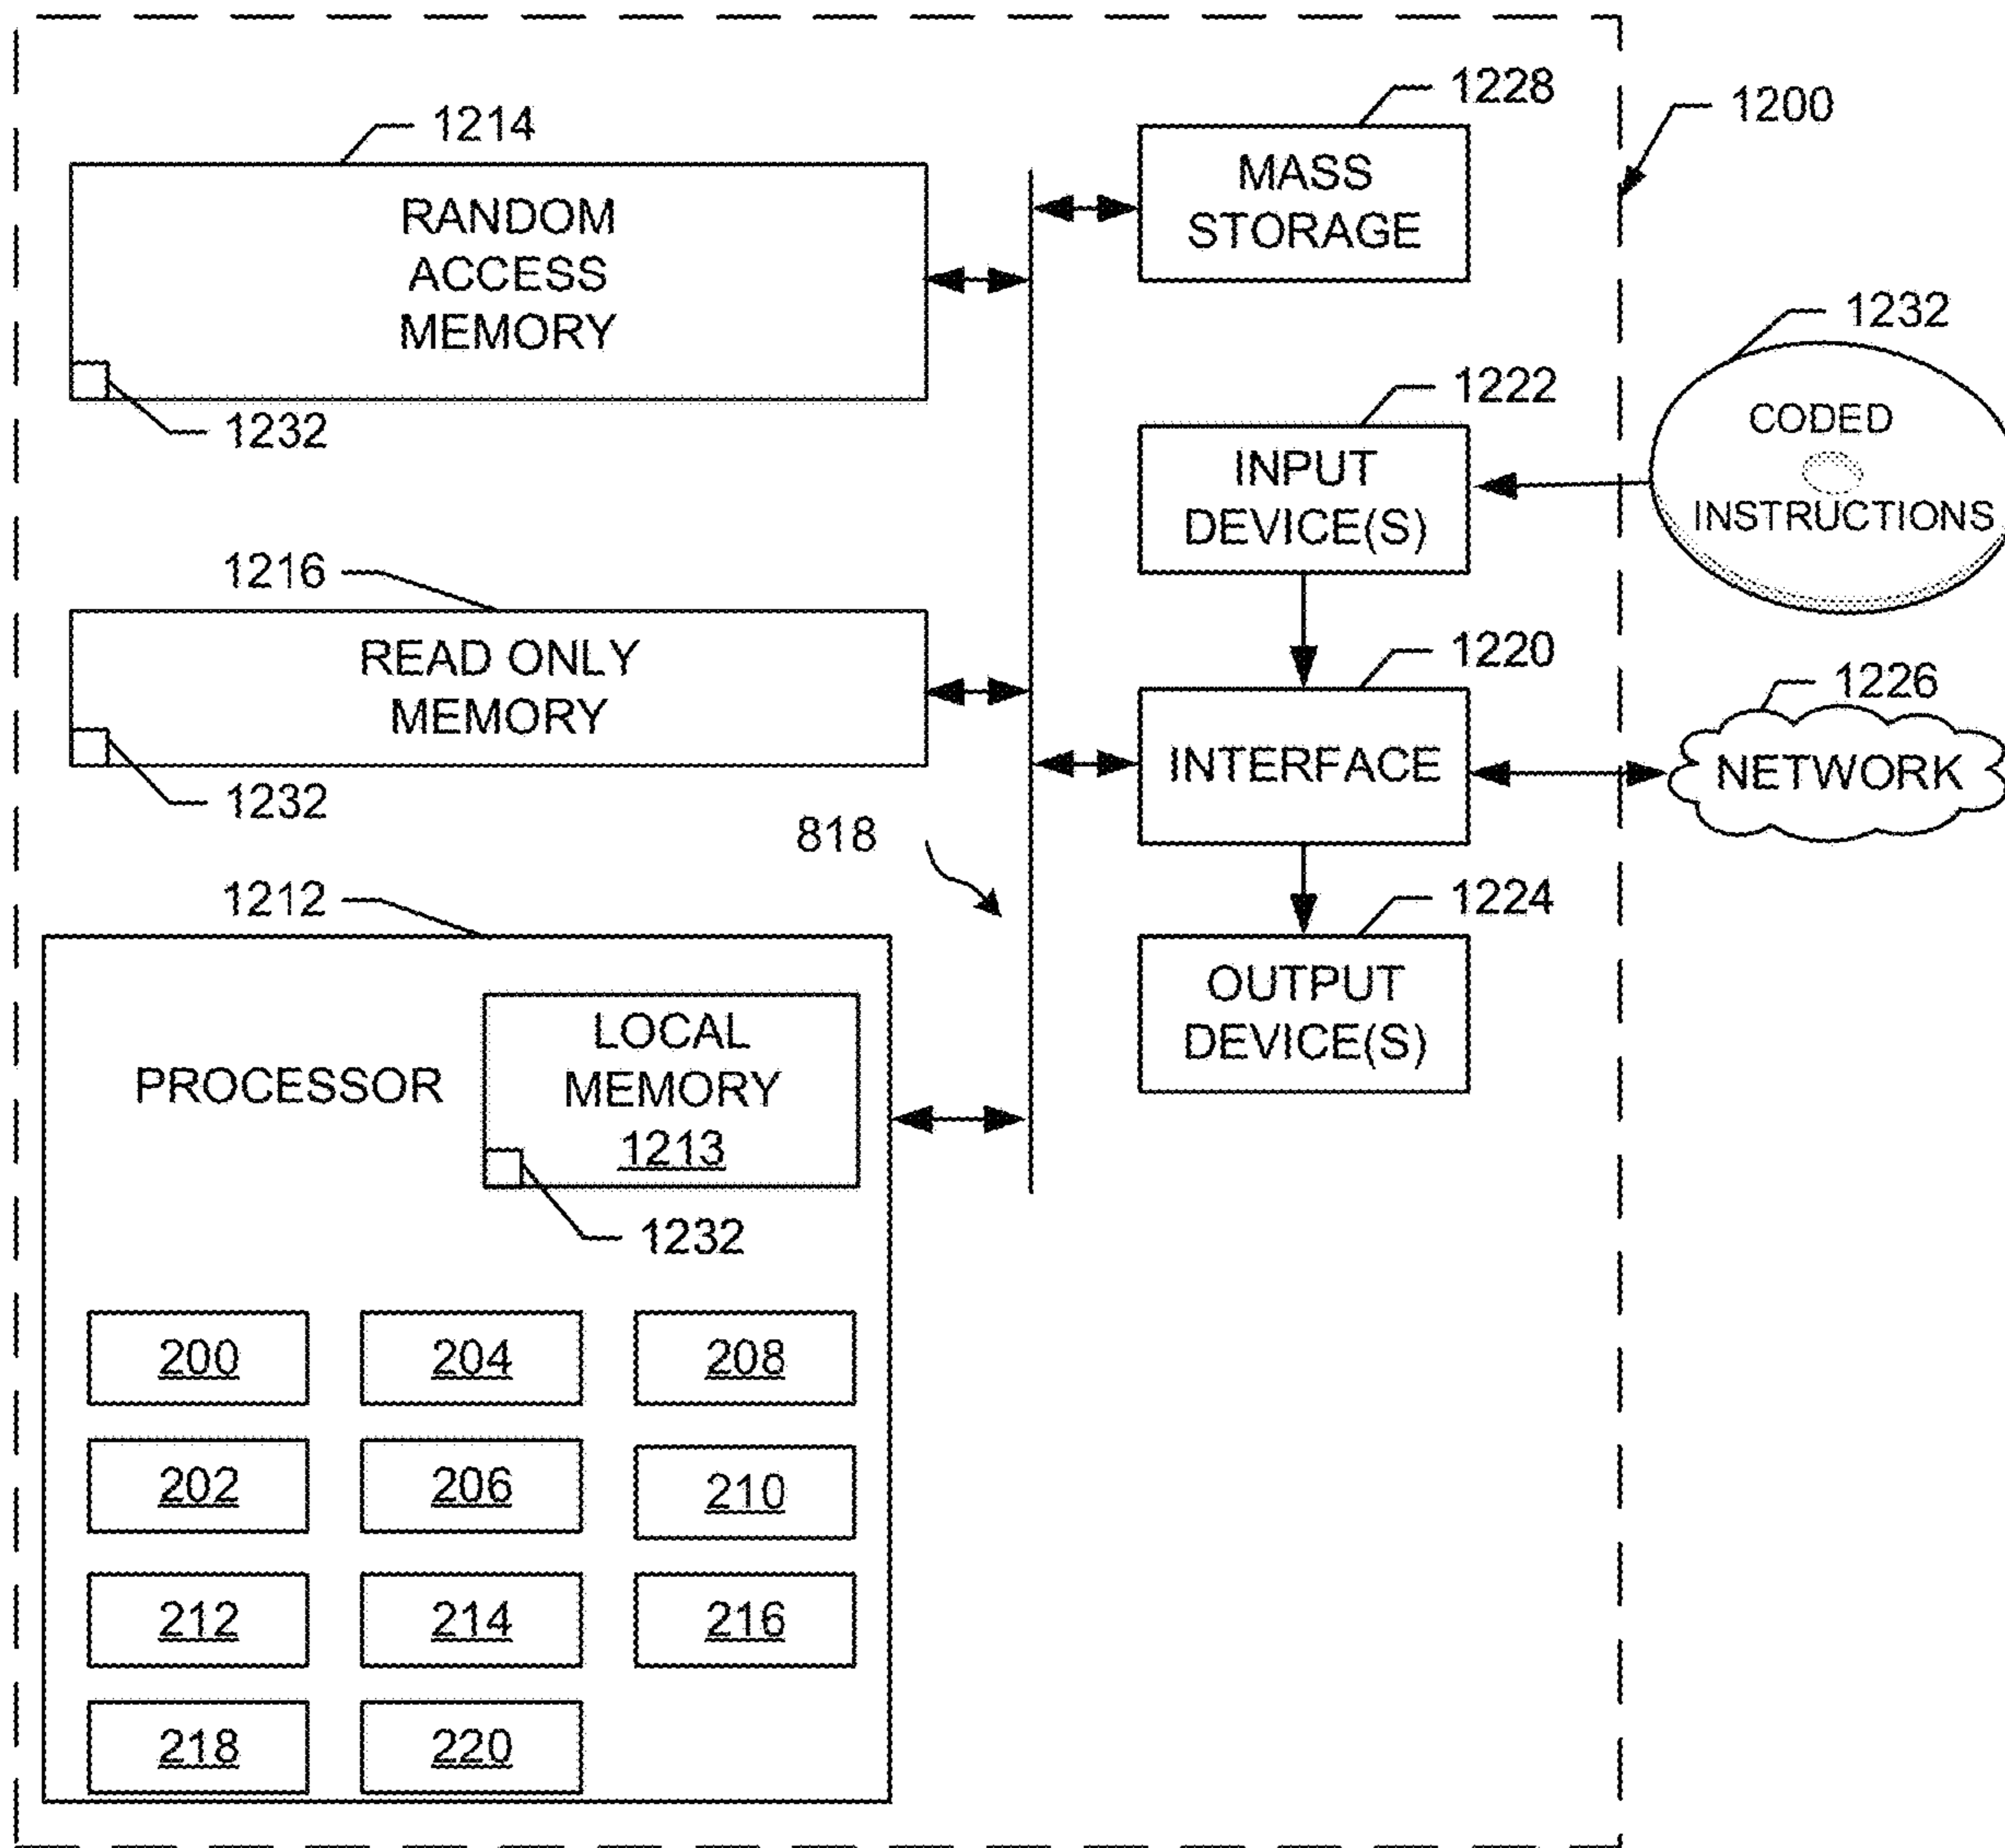 1228
1200
1214
MASS
STORAGE
RANDOM
ACCESS
MEMORY
1232
1232
1222
CODED
INSTRUCTIONS
INPUT
DEVICE(S)
1216
READ ONLY
MEMORY
1232
1220
1226
INTERFACE
NETWORK
818
1212
1224
OUTPUT
DEVICE(S)
PROCESSOR
LOCAL
MEMORY
1213
1232
200 204 208
202 206 210
212 214 216
218 220